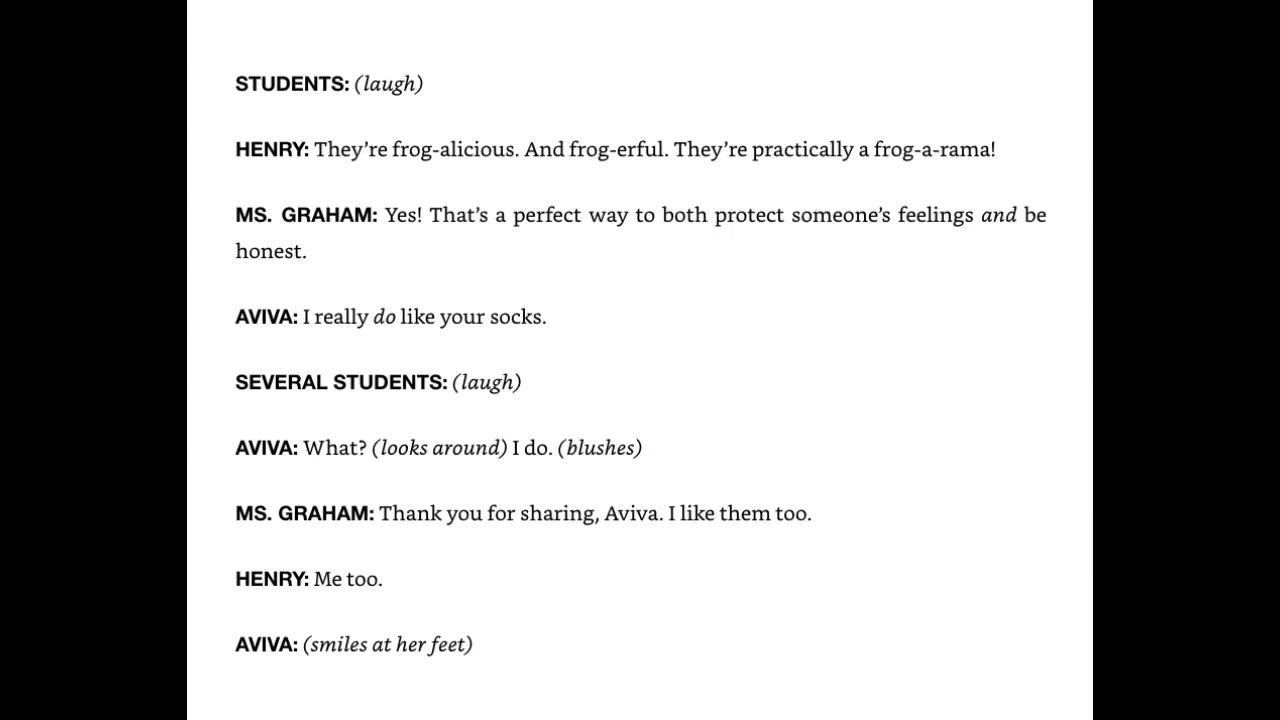 STUDENTS: (laugh)
HENRY: They’re frog-alicious. And frog-erful. They’re practically a frog-a-rama!
MS. GRAHAM: Yes! That’s a perfect way to both protect someone’s feelings and be
honest.
AVIVA: I really do like your socks.
SEVERAL STUDENTS: (laugh)
AVIVA: What? (looks around) I do. (blushes)
MS. GRAHAM: Thank you for sharing, Aviva. I like them too.
HENRY: Me too.
AVIVA: (smiles at her feet)